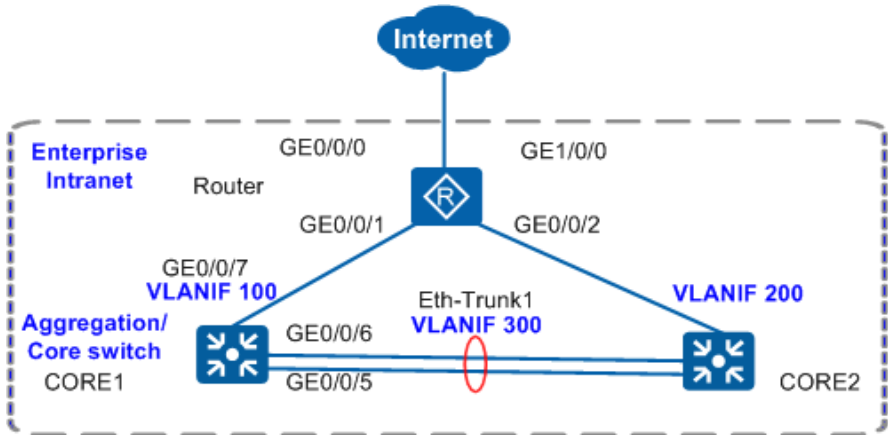 Internet
Enterprise
Intranet
GE0/0/0
GE1/0/0
Router
R
GE0/0/1
GE0/0/2
GE0/0/7
VLANIF 100
Eth-Trunk1
VLANIF 300
VLANIF 200
Aggregation/
Core switch
GE0/0/6
CORE1
GE0/0/5
CORE2